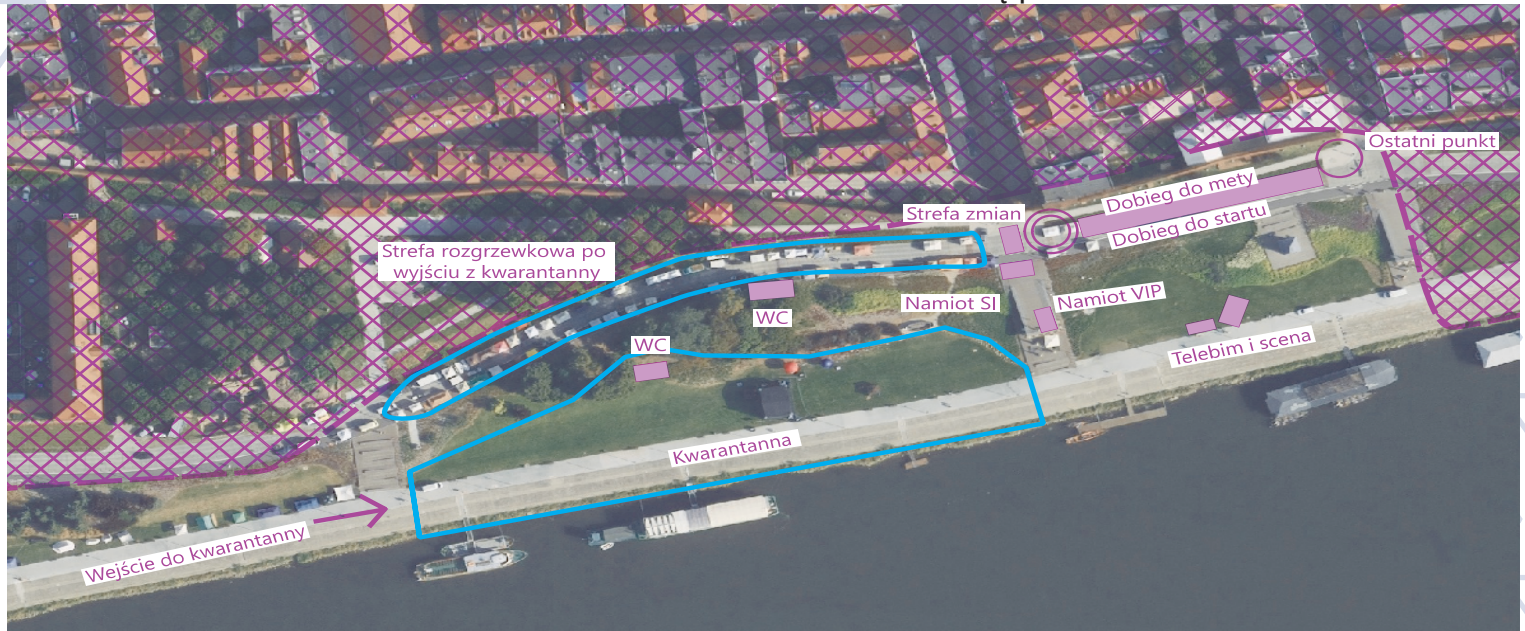 Ostatni punkt
Dobieg do mety
Strefa zmian
Dobieg do startu
Strefa rozgrzewkowa po
wyjściu z kwarantanny
Namiot SI
Namiot VIP
WC
WC
Telebim i scena
Kwarantanna
Wejście do kwarantanny